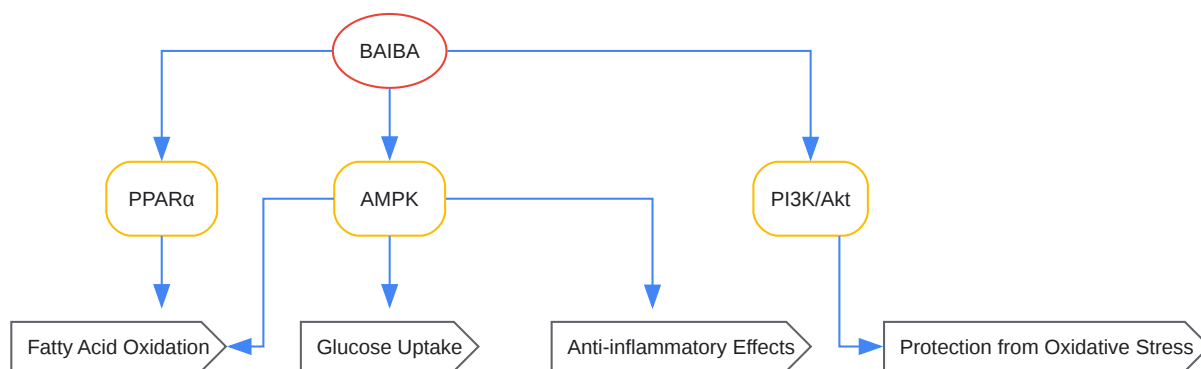 BAIBA
PPARα
AMPK
PI3K/Akt
Fatty Acid Oxidation
Glucose Uptake
Anti-inflammatory Effects
Protection from Oxidative Stress